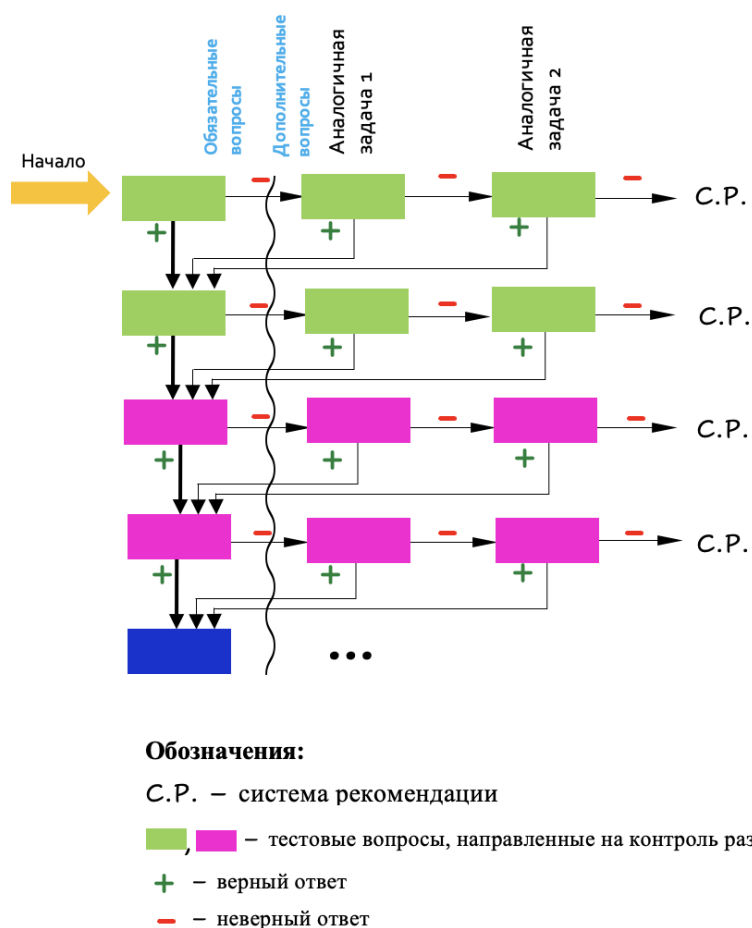 Обязательные
вопросы
Дополнительные
вопросы
Аналогичная
задача 1
Аналогичная
задача 2
Начало
–
–
–
С.Р.
+
+
+
–
–
–
С.Р.
+
+
+
–
–
–
С.Р.
+
+
+
–
–
–
С.Р.
+
+
+
...
Обозначения:
С.Р. – система рекомендации
, – тестовые вопросы, направленные на контроль раз
+ – верный ответ
– – неверный ответ